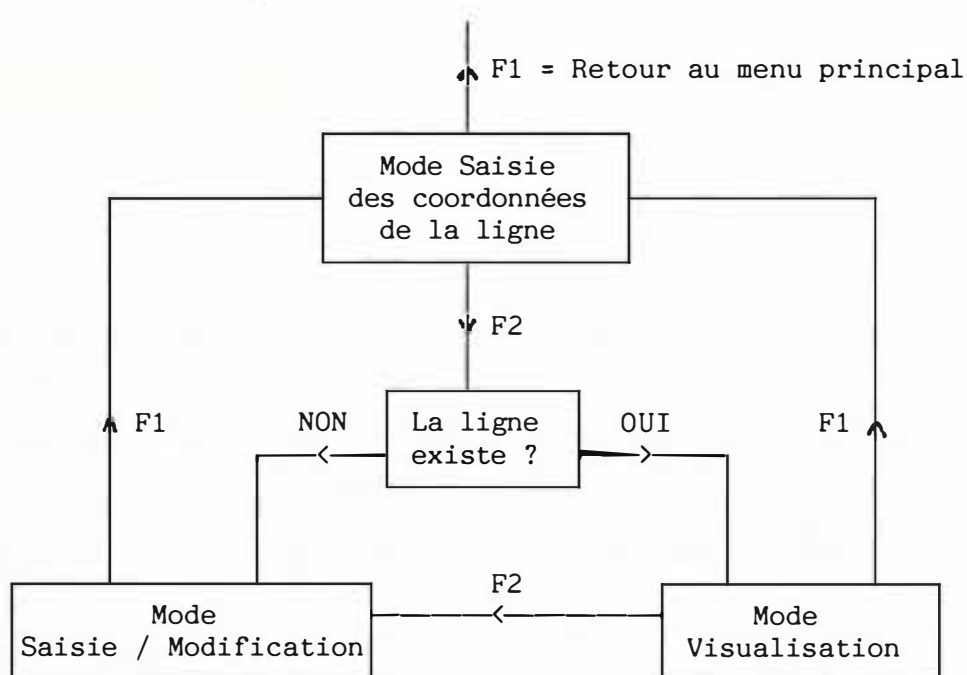 F1 = Retour au menu principal
Mode Saisie
des coordonnées
de la ligne
F2
La ligne
existe ?
NON
OUI
F1
F1
F2
Mode
Saisie / Modification
Mode
Visualisation